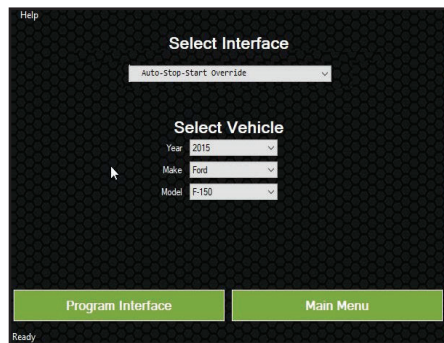 Help
Select Interface
Auto-Stop-Start Override
Select Vehicle
Year 2015
Make Ford
Model F-150
Program Interface Main Menu
Ready